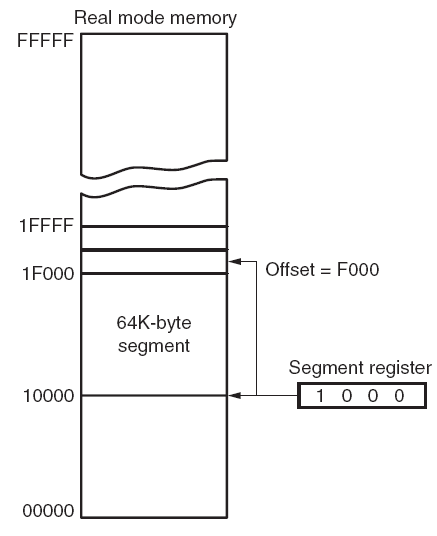 Real mode memory
FFFFF
1FFFF
1F000
Offset = F000
64K-byte
segment
Segment register
10000
1 0 0 0
00000